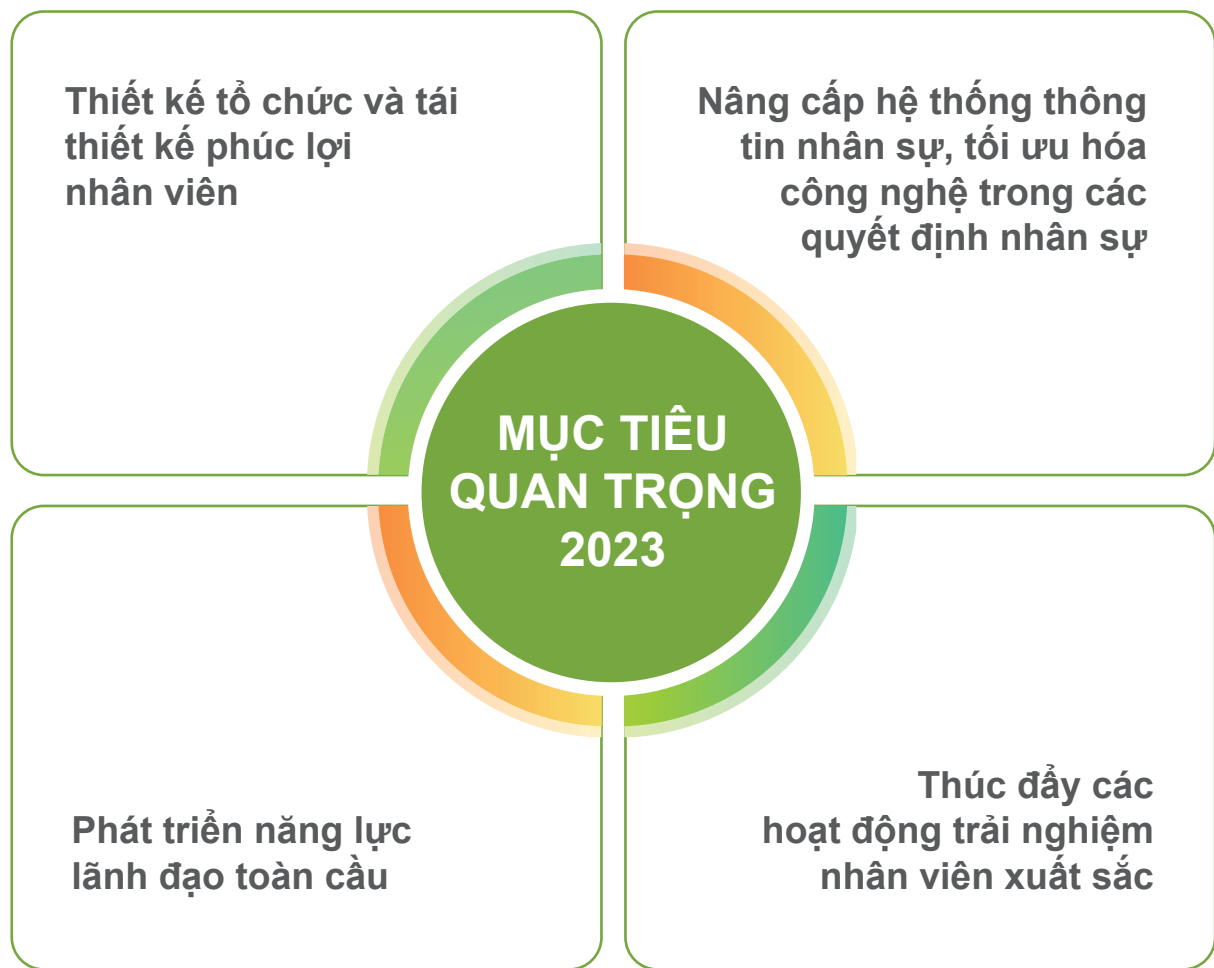 Thiết kế tổ chức và tái
thiết kế phúc lợi
nhân viên
Nâng cấp hệ thống thông
tin nhân sự, tối ưu hóa
công nghệ trong các
quyết định nhân sự
MỤC TIÊU
QUAN TRỌNG
2023
Phát triển năng lực
lãnh đạo toàn cầu
Thúc đẩy các
hoạt động trải nghiệm
nhân viên xuất sắc